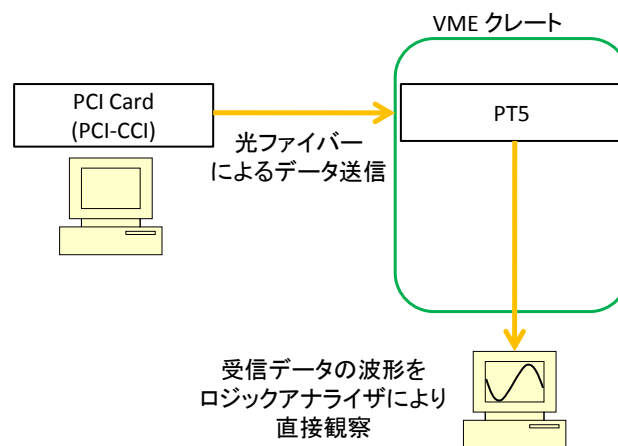 VME クレート
PCI Card
(PCI-CCI)
PT5
光ファイバー
によるデータ送信
受信データの波形を
ロジックアナライザにより
直接観察